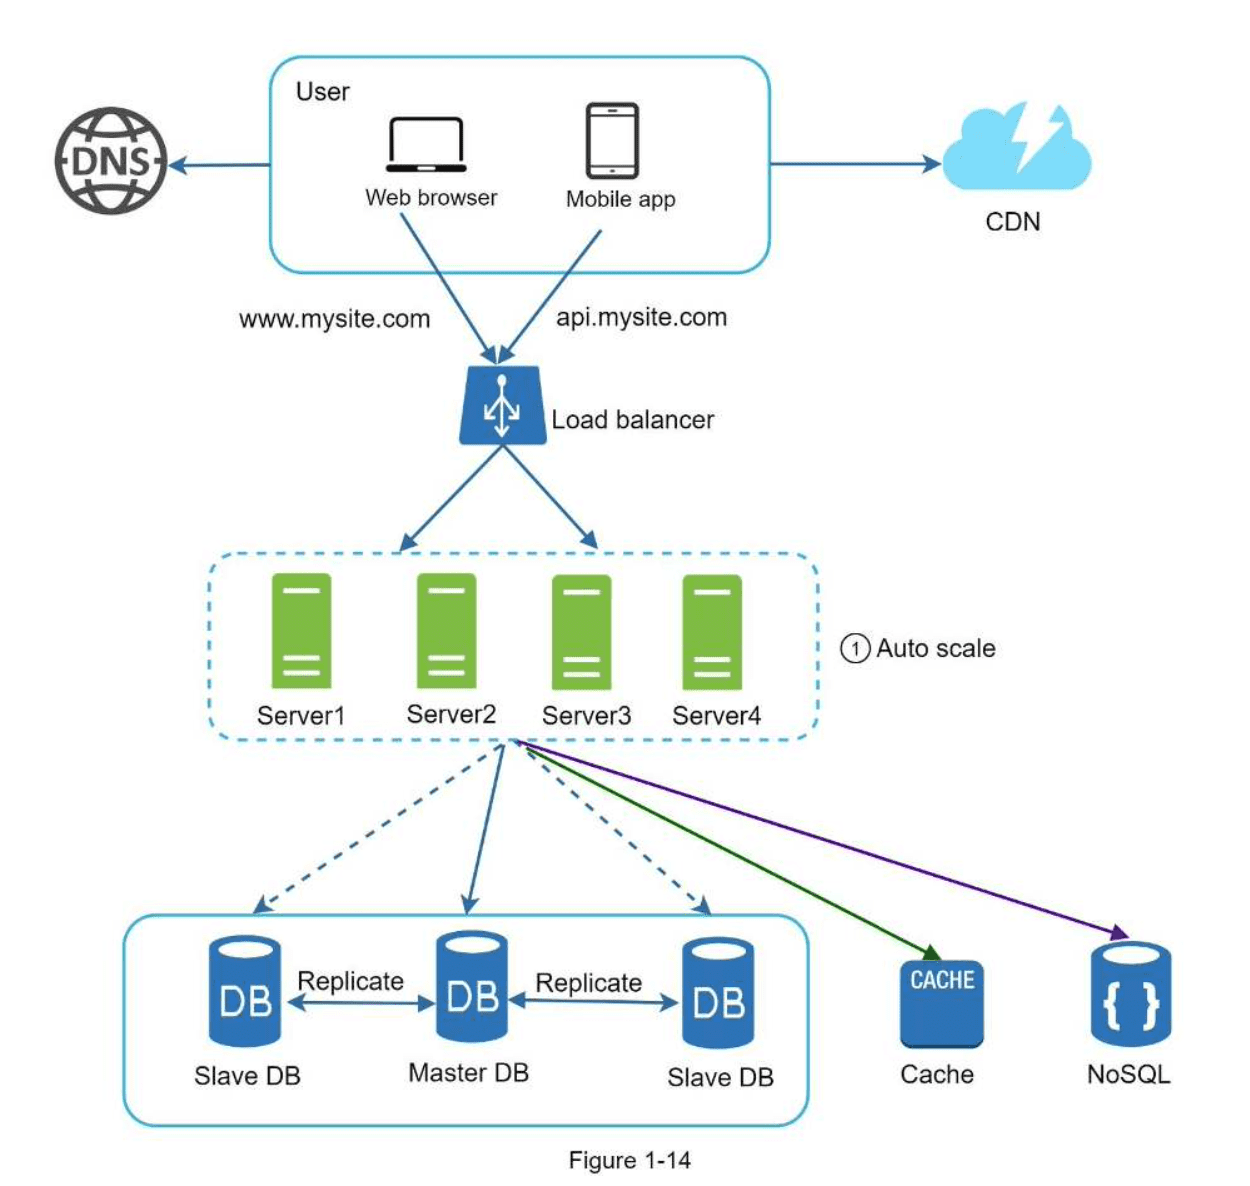 User
DNS
Web browser
Mobile app
CDN
www.mysite.com
api.mysite.com
Load balancer
Server1
Server2
Server3
Server4
1 Auto scale
Replicate
Replicate
DB
DB
DB
CACHE
{ }
Slave DB
Master DB
Slave DB
Cache
NoSQL
Figure 1-14